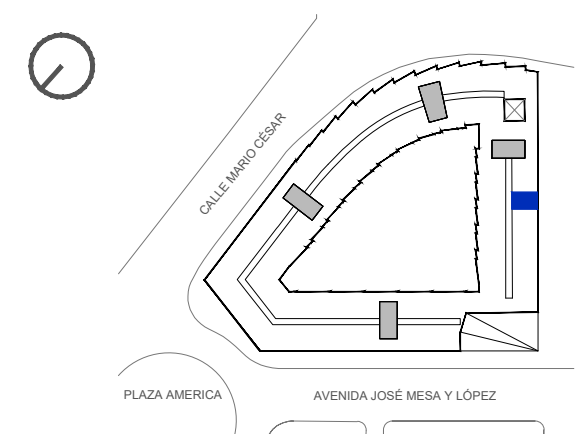 CALLE MARIO CÉSAR
PLAZA AMERICA
AVENIDA JOSÉ MESA Y LÓPEZ